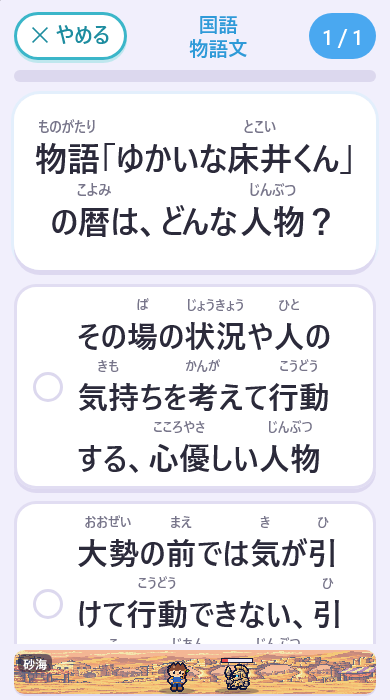 × やめる
国語
物語文
1 / 1
ものがたり とこい
物語「ゆかいな床井くん」
こよみ じんぶつ
の暦は、どんな人物？
ば じょうきょう ひと
その場の状況や人の
きも かんが こうどう
気持ちを考えて行動
こころやさ じんぶつ
する、心優しい人物
おおぜい まえ き ひ
大勢の前では気が引
こうどう ひ
けて行動できない、引
砂海